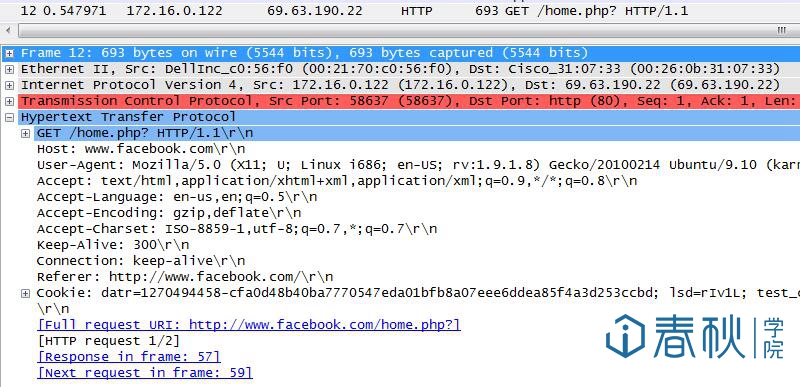 12 0.547971 172.16.0.122 69.63.190.22 HTTP 693 GET /home.php? HTTP/1.1
Frame 12: 693 bytes on wire (5544 bits), 693 bytes captured (5544 bits)
Ethernet II, Src: DellInc_c0:56:f0 (00:21:70:c0:56:f0), Dst: Cisco_31:07:33 (00:26:0b:31:07:33)
Internet Protocol Version 4, Src: 172.16.0.122 (172.16.0.122), Dst: 69.63.190.22 (69.63.190.22)
Transmission Control Protocol, Src Port: 58637 (58637), Dst Port: http (80), Seq: 1, Ack: 1, Len:
Hypertext Transfer Protocol
GET /home.php? HTTP/1.1\r\n
Host: www.facebook.com\r\n
User-Agent: Mozilla/5.0 (X11; U; Linux i686; en-US; rv:1.9.1.8) Gecko/20100214 Ubuntu/9.10 (kar
Accept: text/html,application/xhtml+xml,application/xml;q=0.9,*/*;q=0.8\r\n
Accept-Language: en-us,en;q=0.5\r\n
Accept-Encoding: gzip,deflate\r\n
Accept-Charset: ISO-8859-1,utf-8;q=0.7,*;q=0.7\r\n
Keep-Alive: 300\r\n
Connection: keep-alive\r\n
Referer: http://www.facebook.com/\r\n
Cookie: datr=1270494458-cfa0d48b40ba7770547eda01bfb8a07eee6ddea85f4a3d253ccbd; lsd=rIv1L; test_
\r\n
[Full request URI: http://www.facebook.com/home.php?]
[HTTP request 1/2]
[Response in frame: 57]
[Next request in frame: 59]
春秋学院